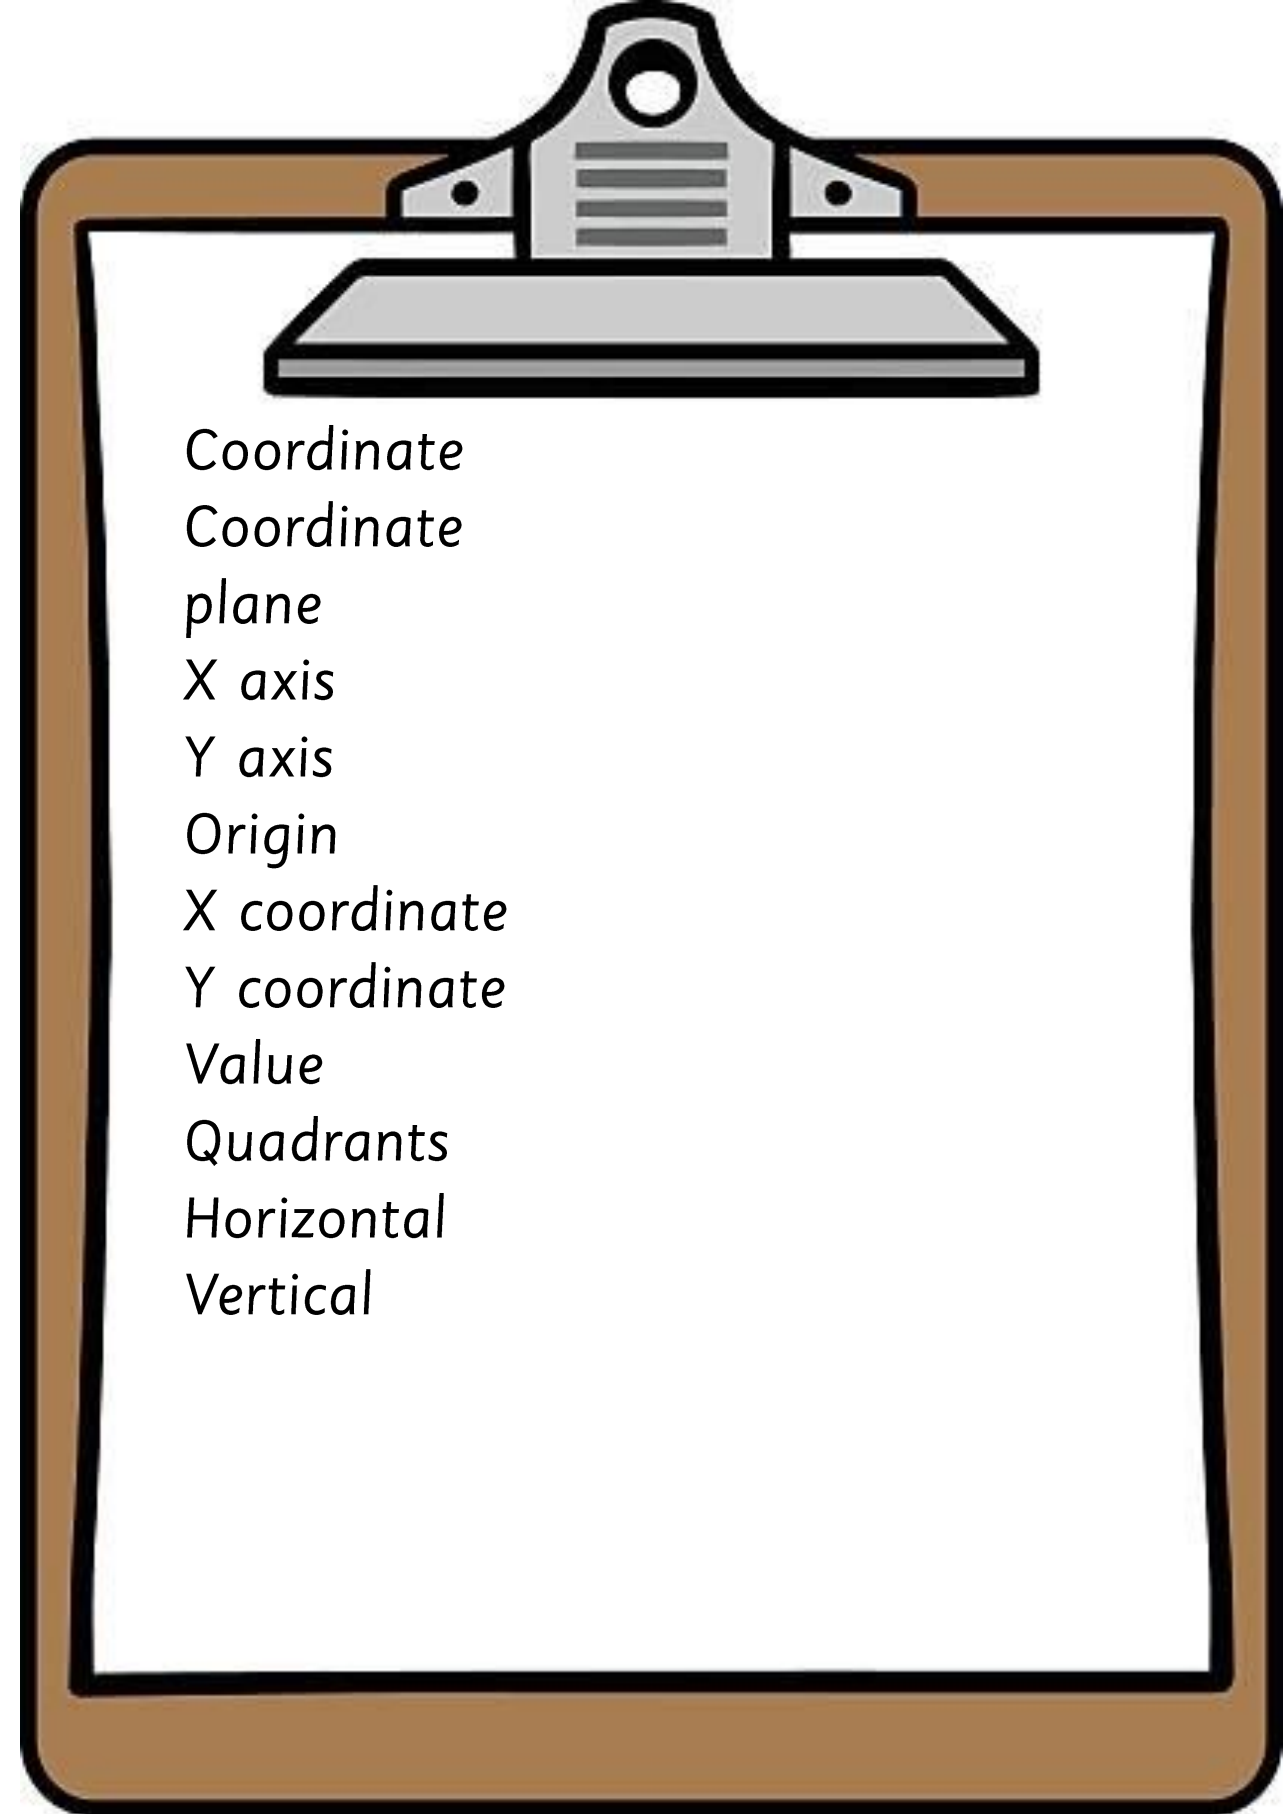 Coordinate
Coordinate
plane
X axis
Y axis
Origin
X coordinate
Y coordinate
Value
Quadrants
Horizontal
Vertical